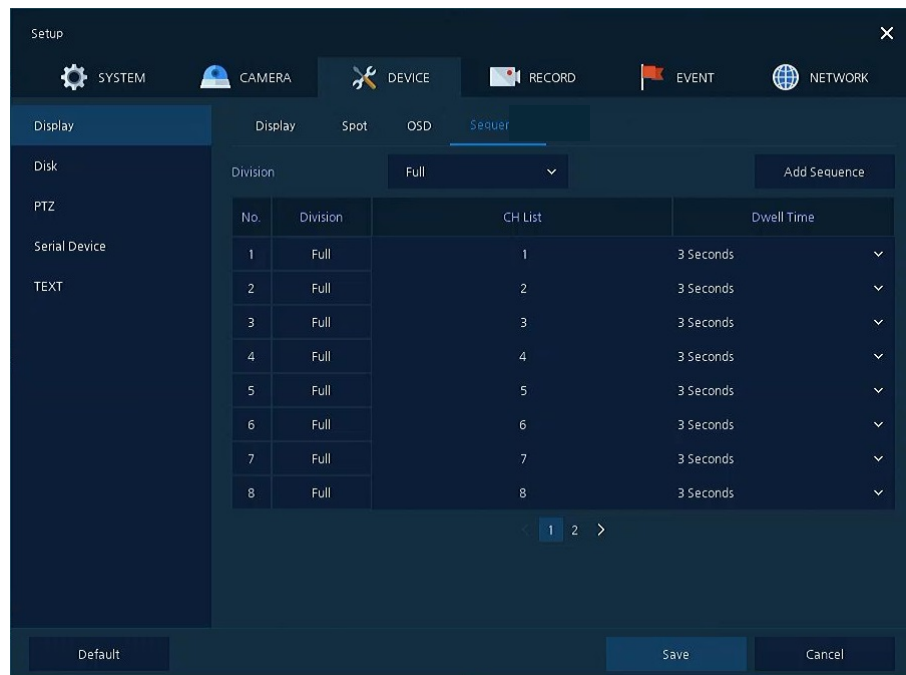 Setup
SYSTEM CAMERA DEVICE RECORD EVENT NETWORK
Display Display Spot OSD
Disk Division Full Add Sequence
PTZ No. Division CH List Dwell Time
Serial Device 1 Full 1 3 Seconds
TEXT 2 Full 2 3 Seconds
3 Full 3 3 Seconds
4 Full 4 3 Seconds
5 Full 5 3 Seconds
6 Full 6 3 Seconds
7 Full 7 3 Seconds
8 Full 8 3 Seconds
1 2
Default Save Cancel